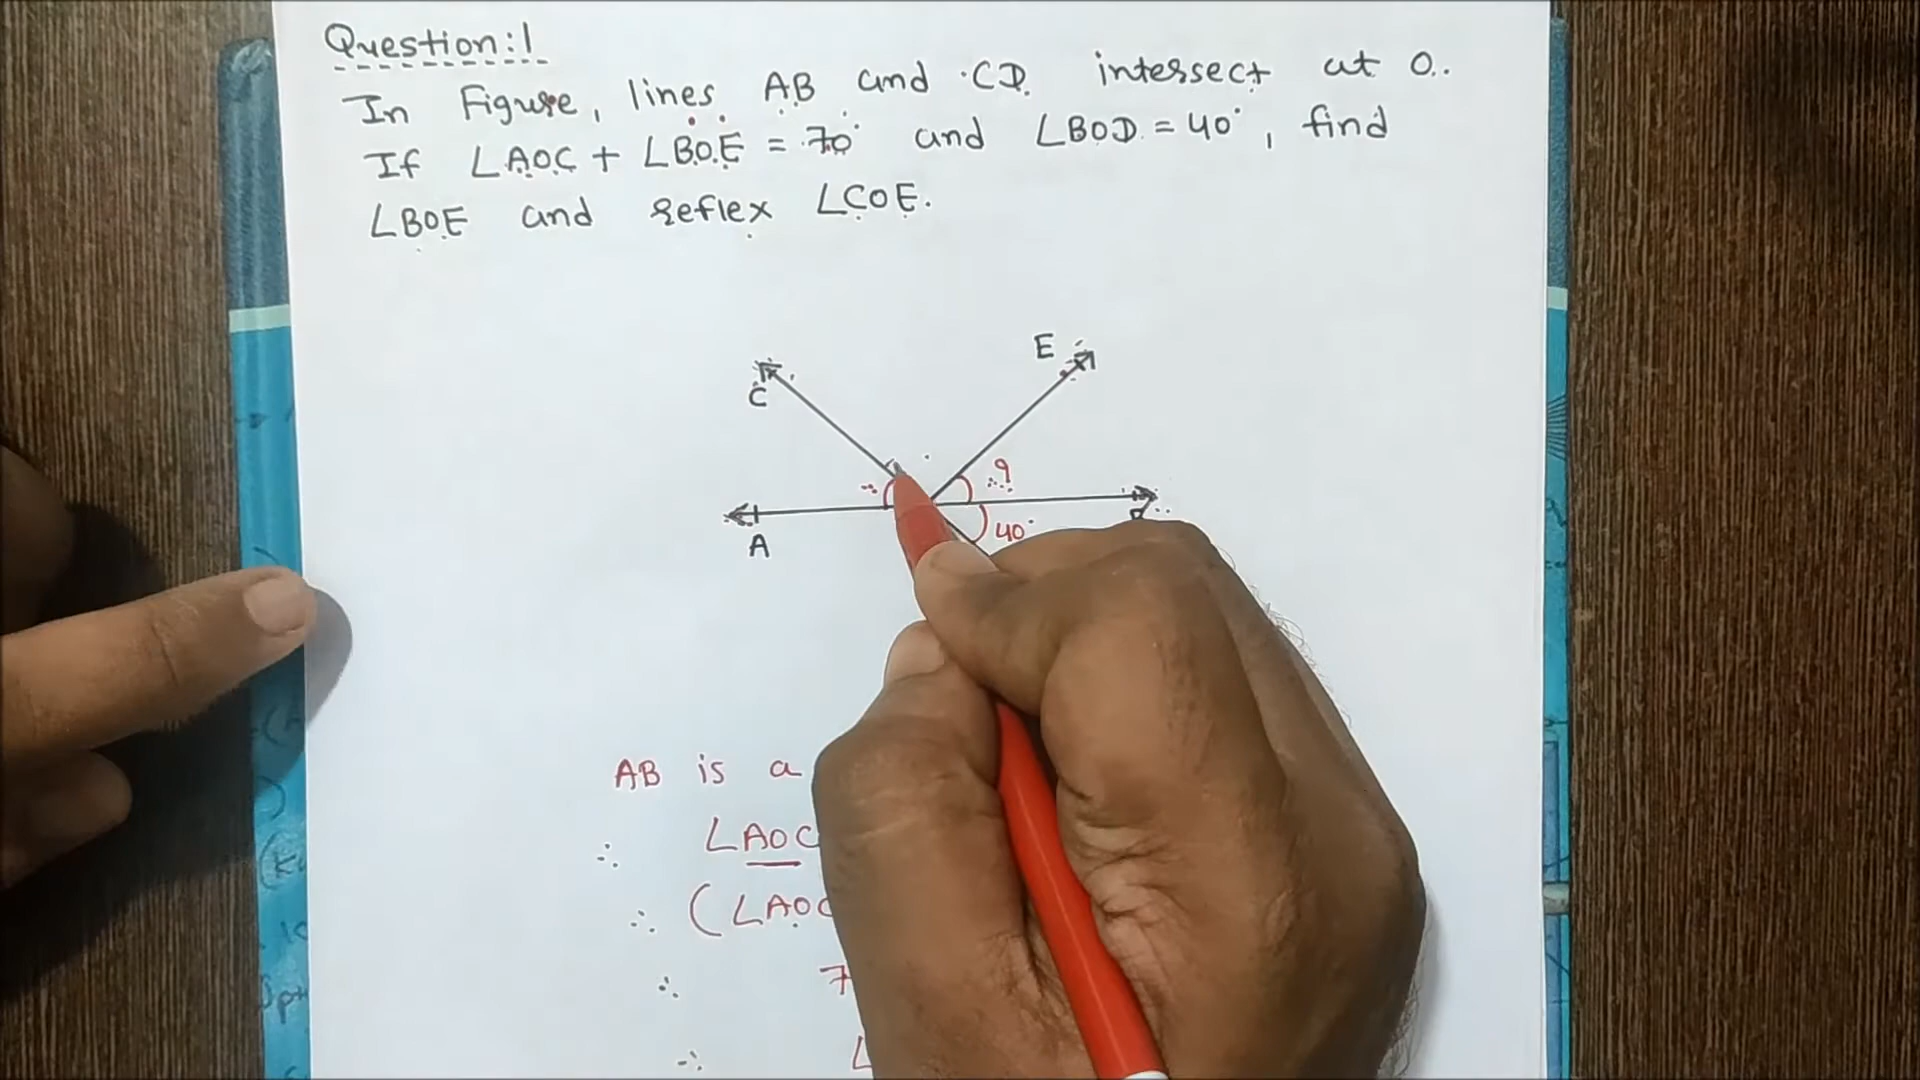 Question:1
In Figure, lines AB and CD intersect at O.
If ∠AOC + ∠BOE = 70° and ∠BOD = 40°, find
∠BOE and reflex ∠COE.
E
C
?
A
40°
AB is a
∴ ∠AOC
∴ (∠AOC
∴ 7
∴ ∠